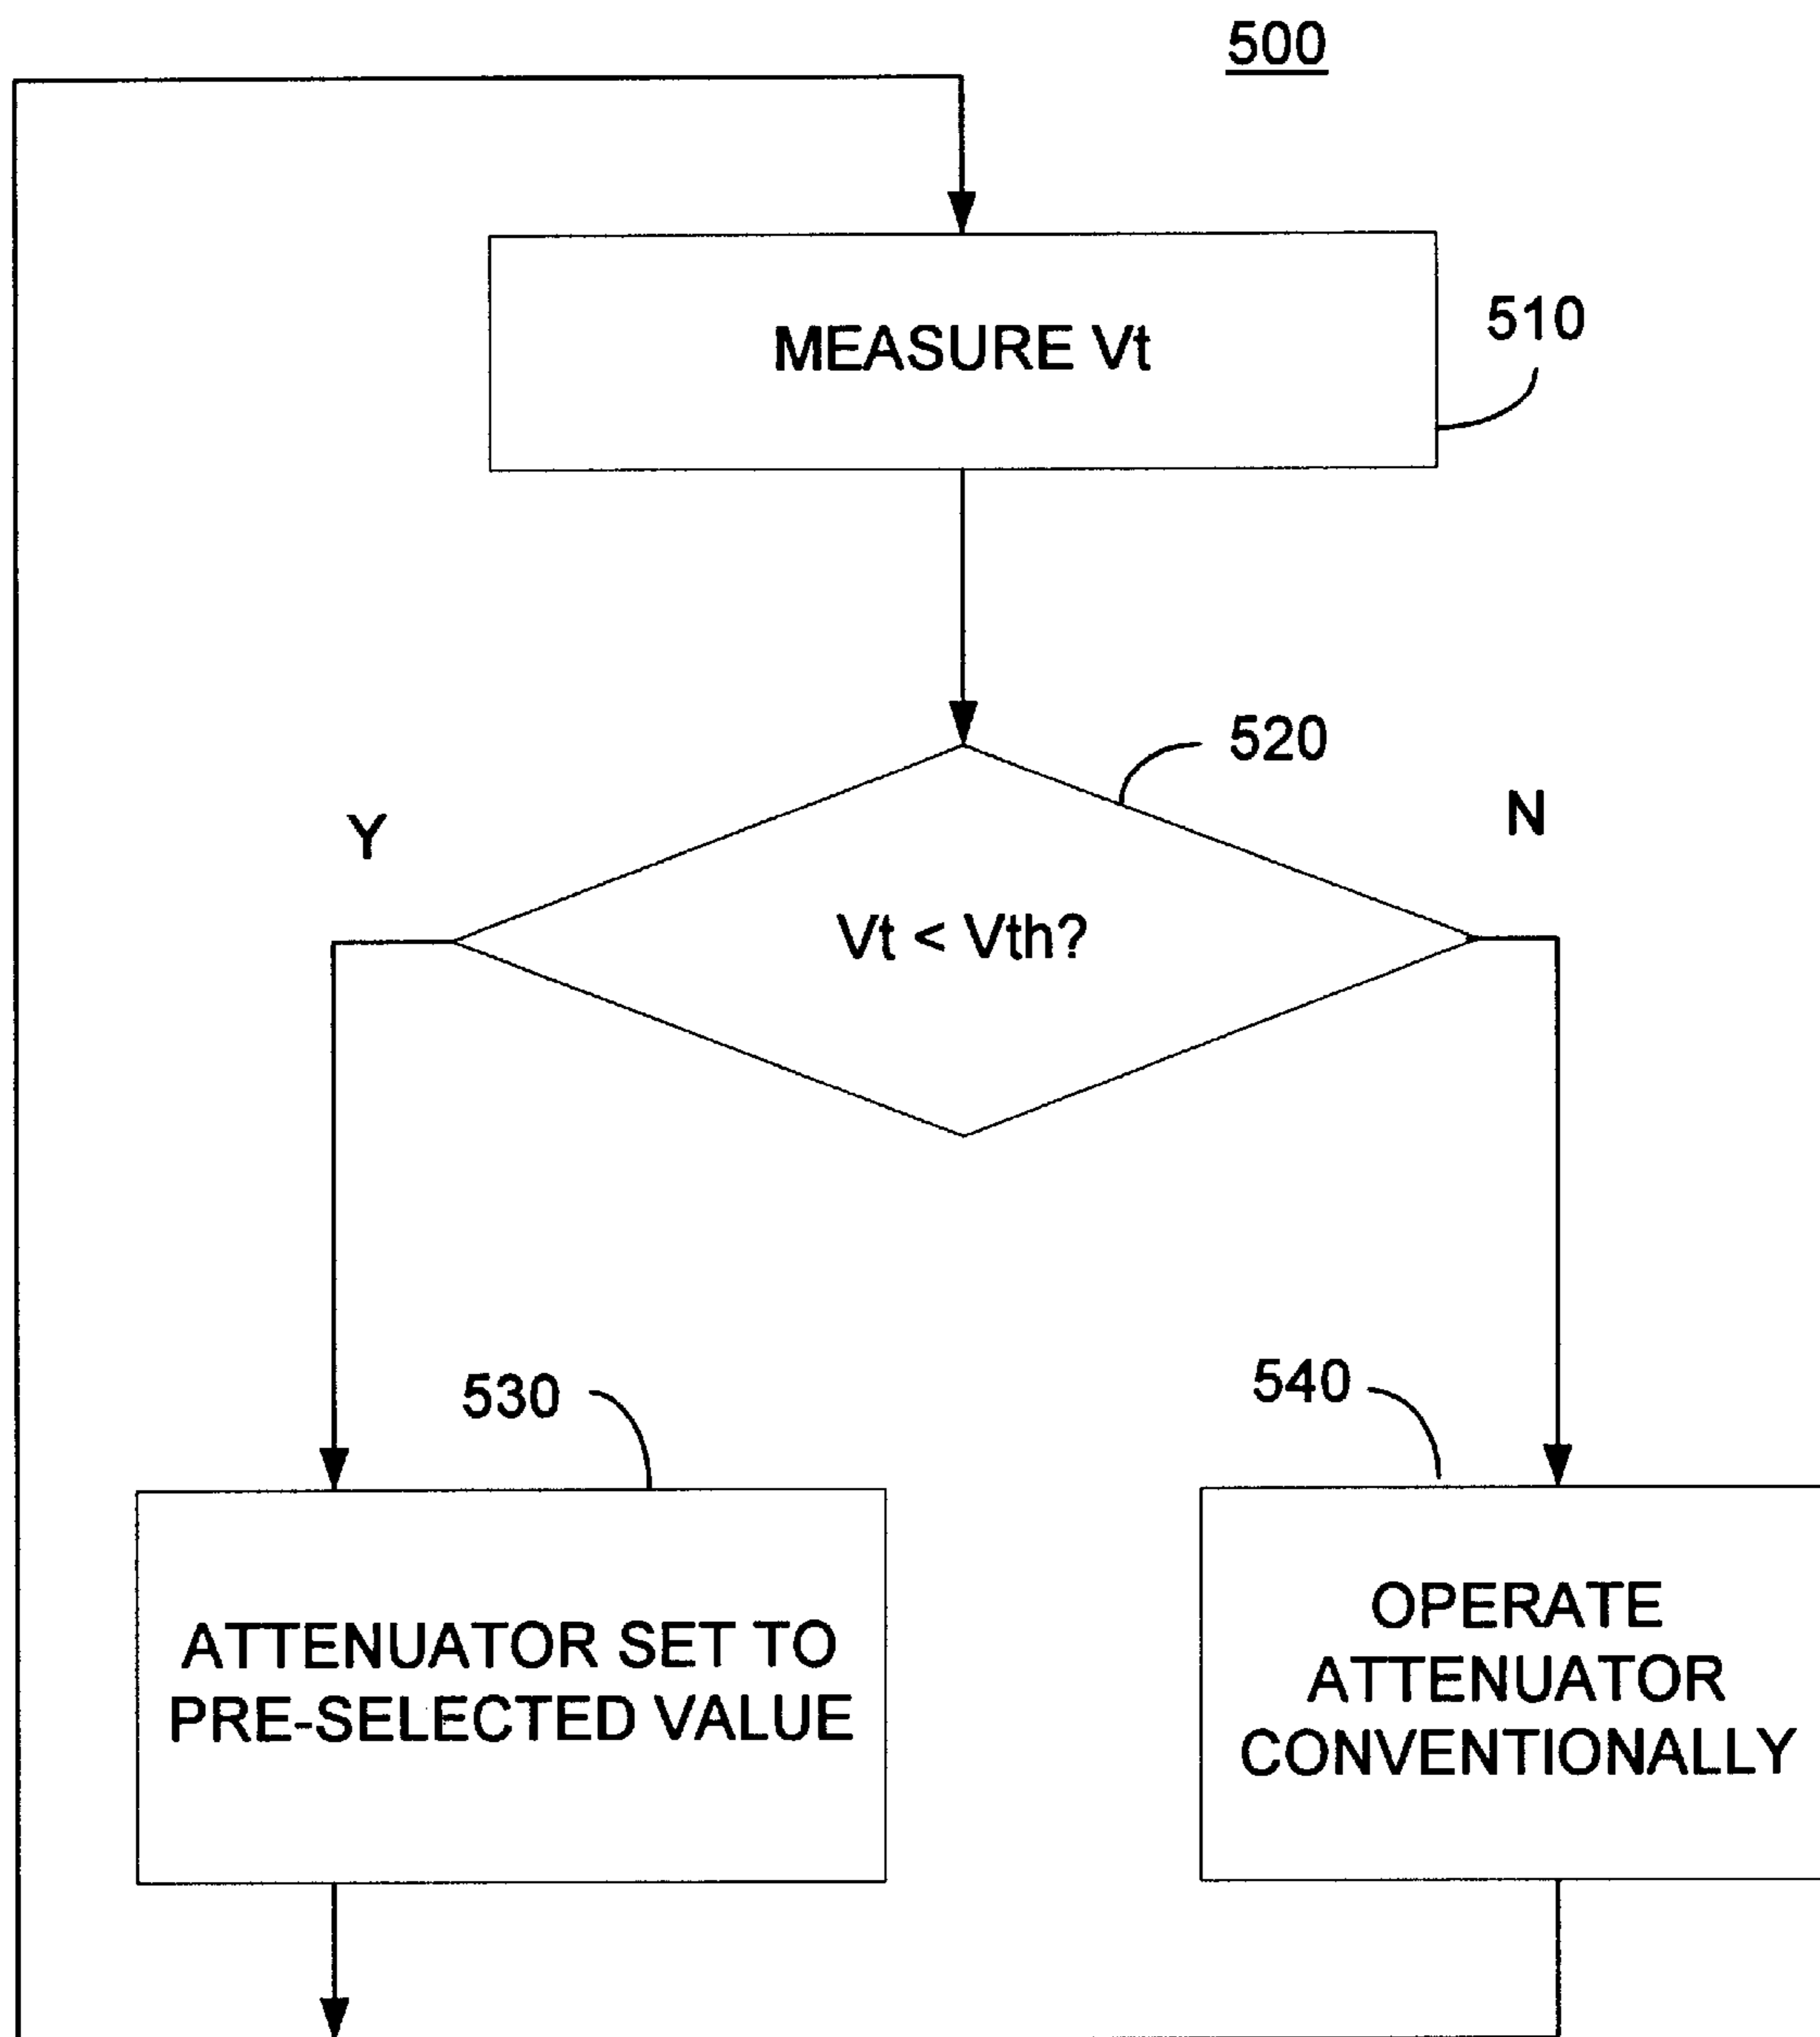 500
MEASURE Vt
510
520
Y
N
Vt < Vth?
530
540
ATTENUATOR SET TO
PRE-SELECTED VALUE
OPERATE
ATTENUATOR
CONVENTIONALLY